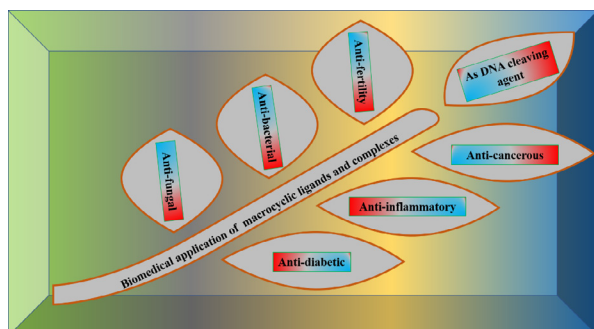 Anti-fertility
As DNA cleaving
agent
Anti-bacterial
Anti-fungal
Anti-cancerous
Biomedical application of macrocyclic ligands and complexes
Anti-inflammatory
Anti-diabetic